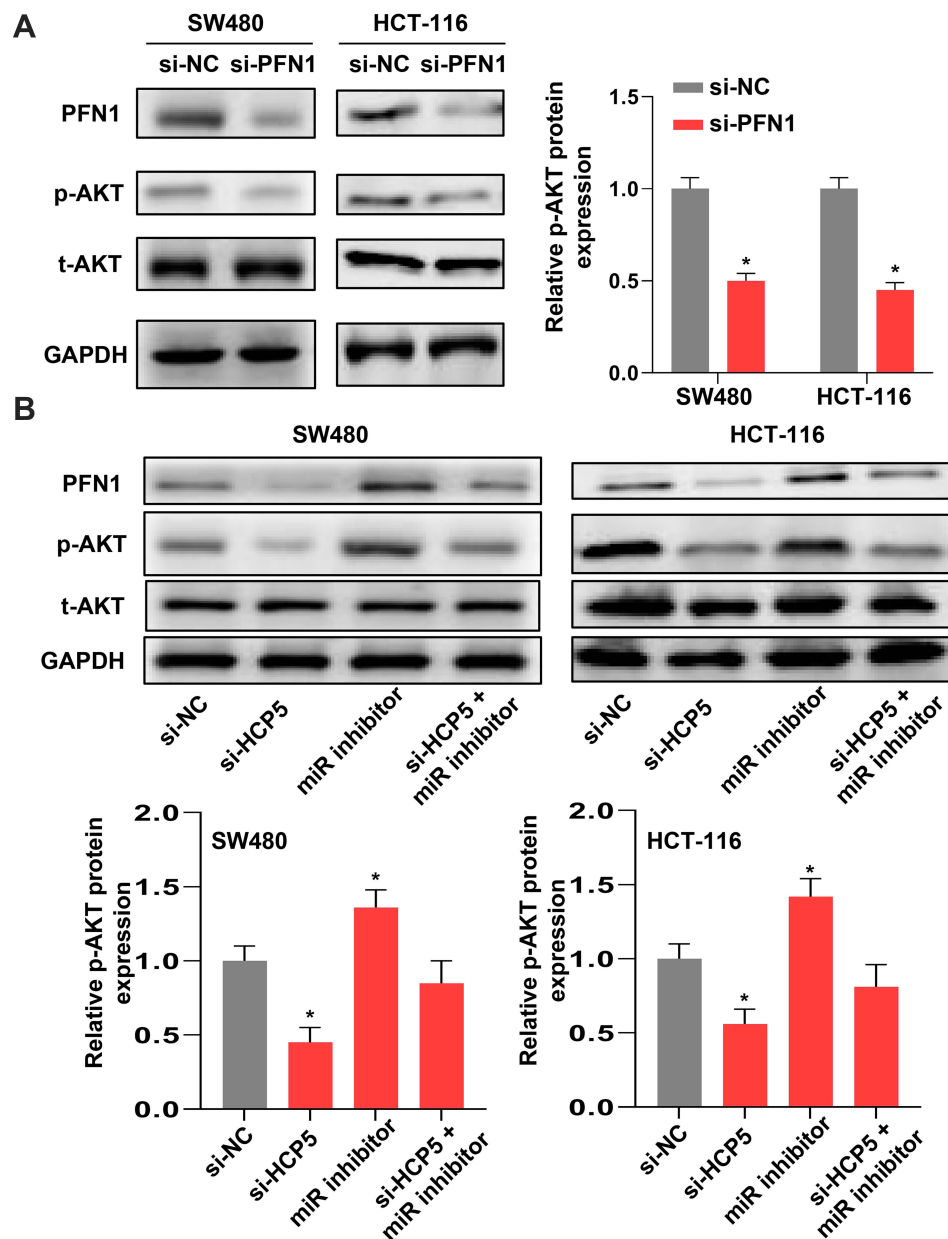 A
SW480
HCT-116
si-NC si-PFN1
si-NC si-PFN1
PFN1
p-AKT
t-AKT
GAPDH
si-NC
si-PFN1
Relative p-AKT protein
expression
1.5
1.0
0.5
0.0
*
*
SW480
HCT-116
B
SW480
HCT-116
PFN1
p-AKT
t-AKT
GAPDH
si-NC
si-HCP5
miR inhibitor
si-HCP5 +
miR inhibitor
si-NC
si-HCP5
miR inhibitor
si-HCP5 +
miR inhibitor
Relative p-AKT protein
expression
2.0
1.5
1.0
0.5
0.0
SW480
*
*
si-NC
si-HCP5
miR inhibitor
si-HCP5 +
miR inhibitor
Relative p-AKT protein
expression
2.0
1.5
1.0
0.5
0.0
HCT-116
*
*
si-NC
si-HCP5
miR inhibitor
si-HCP5 +
miR inhibitor